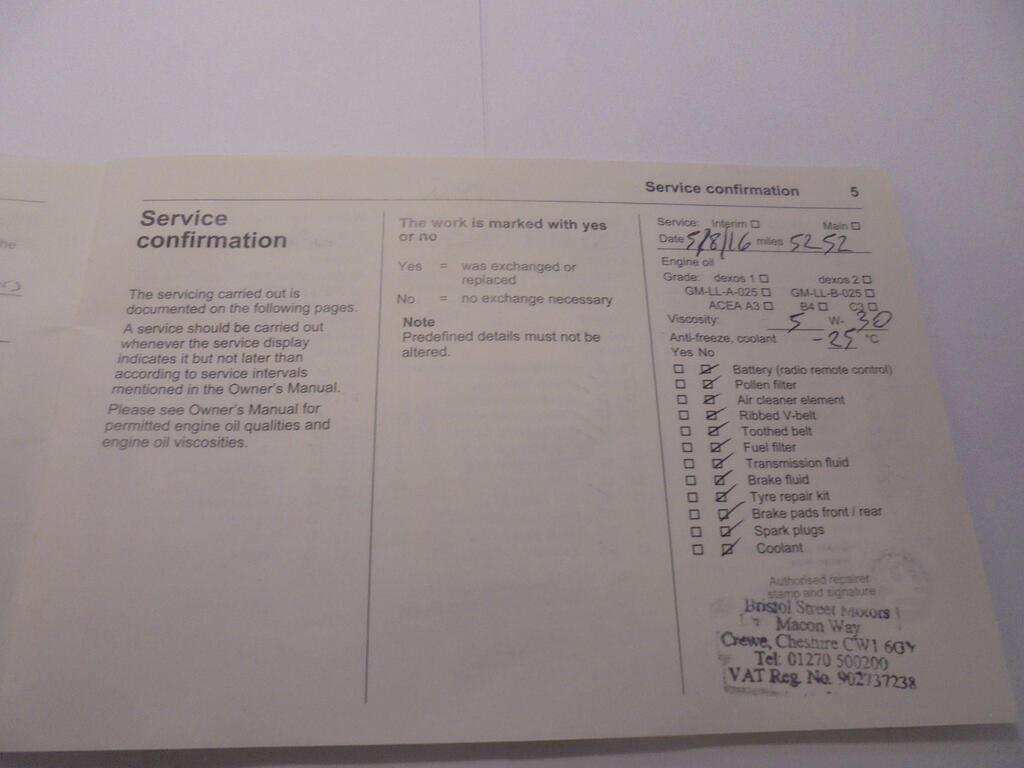 Service confirmation 5
Service
confirmation
The servicing carried out is
documented on the following pages.
A service should be carried out
whenever the service display
indicates it but not later than
according to service intervals
mentioned in the Owner's Manual.
Please see Owner's Manual for
permitted engine oil qualities and
engine oil viscosities.
The work is marked with yes
or no
Yes = was exchanged or
replaced
No = no exchange necessary
Note
Predefined details must not be
altered.
Service: Interim ☐ Main ☐
Date 5/8/16 miles 5252
Engine oil
Grade: dexos 1 ☐ dexos 2 ☐
GM-LL-A-025 ☐ GM-LL-B-025 ☐
ACEA A3 ☐ B4 ☐ C3 ☐
Viscosity: 5 W- 30
Anti-freeze, coolant -25 °C
Yes No
☐ ☑ Battery (radio remote control)
☐ ☑ Pollen filter
☐ ☑ Air cleaner element
☐ ☑ Ribbed V-belt
☐ ☑ Toothed belt
☐ ☑ Fuel filter
☐ ☑ Transmission fluid
☐ ☑ Brake fluid
☐ ☑ Tyre repair kit
☐ ☑ Brake pads front / rear
☐ ☑ Spark plugs
☐ ☑ Coolant
Authorised repairer
stamp and signature
Bristol Street Motors
Macon Way
Crewe, Cheshire CW1 6GY
Tel: 01270 500200
VAT Reg. No. 902737238